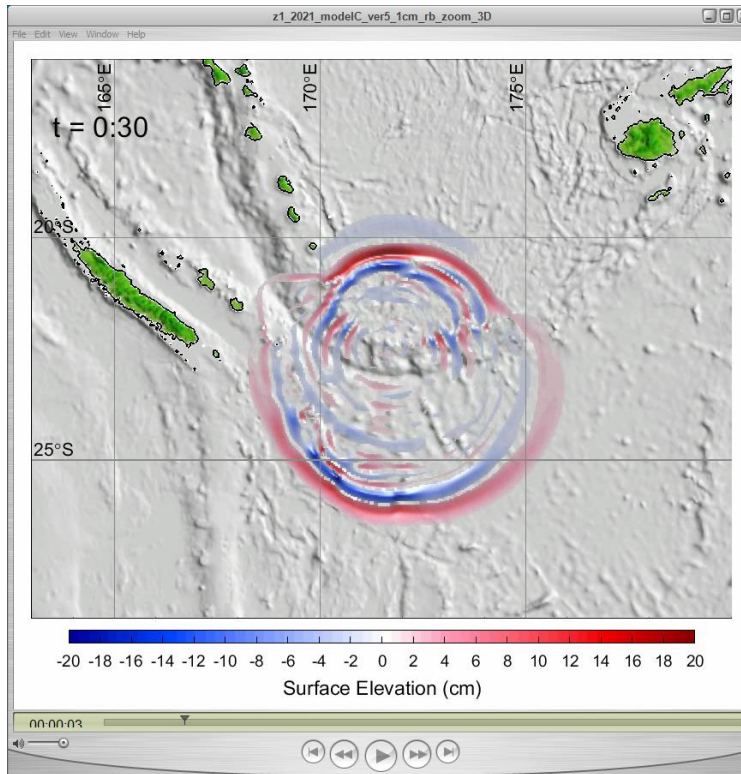 z1_2021_modelC_ver5_1cm_rb_zoom_3D
File Edit View Window Help
165°E
170°E
175°E
t = 0:30
20°S
25°S
-20 -18 -16 -14 -12 -10 -8 -6 -4 -2 0 2 4 6 8 10 12 14 16 18 20
Surface Elevation (cm)
00:00:03